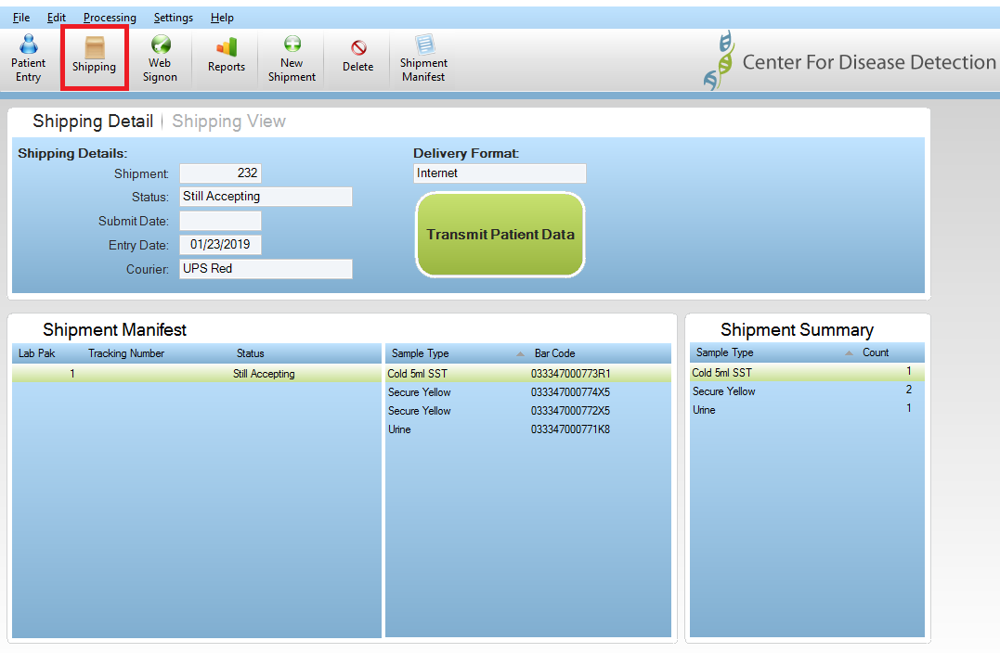 File Edit Processing Settings Help
Patient Entry
Shipping
Web Signon
Reports
New Shipment
Delete
Shipment Manifest
Center For Disease Detection
Shipping Detail | Shipping View
Shipping Details:
Shipment: 232
Status: Still Accepting
Submit Date:
Entry Date: 01/23/2019
Courier: UPS Red
Delivery Format:
Internet
Transmit Patient Data
Shipment Manifest
Lab Pak Tracking Number Status
1 Still Accepting
Sample Type Bar Code
Cold 5ml SST 033347000773R1
Secure Yellow 033347000774X5
Secure Yellow 033347000772X5
Urine 033347000771K8
Shipment Summary
Sample Type Count
Cold 5ml SST 1
Secure Yellow 2
Urine 1